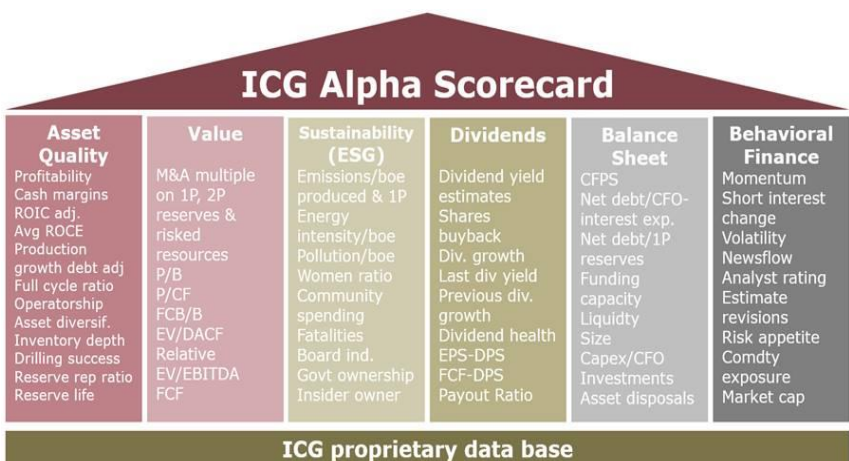 ICG Alpha Scorecard
Asset
Quality
Profitability
Cash margins
ROIC adj.
Avg ROCE
Production
growth debt adj
Full cycle ratio
Operatorship
Asset diversif.
Inventory depth
Drilling success
Reserve rep ratio
Reserve life
Value
M&A multiple
on 1P, 2P
reserves &
risked
resources
P/B
P/CF
FCB/B
EV/DACF
Relative
EV/EBITDA
FCF
Sustainability
(ESG)
Emissions/boe
produced & 1P
Energy
intensity/boe
Pollution/boe
Women ratio
Community
spending
Fatalities
Board ind.
Govt ownership
Insider owner
Dividends
Dividend yield
estimates
Shares
buyback
Div. growth
Last div yield
Previous div.
growth
Dividend health
EPS-DPS
FCF-DPS
Payout Ratio
Balance
Sheet
CFPS
Net debt/CFO-
interest exp.
Net debt/1P
reserves
Funding
capacity
Liquidty
Size
Capex/CFO
Investments
Asset disposals
Behavioral
Finance
Momentum
Short interest
change
Volatility
Newsflow
Analyst rating
Estimate
revisions
Risk appetite
Comdty
exposure
Market cap
ICG proprietary data base